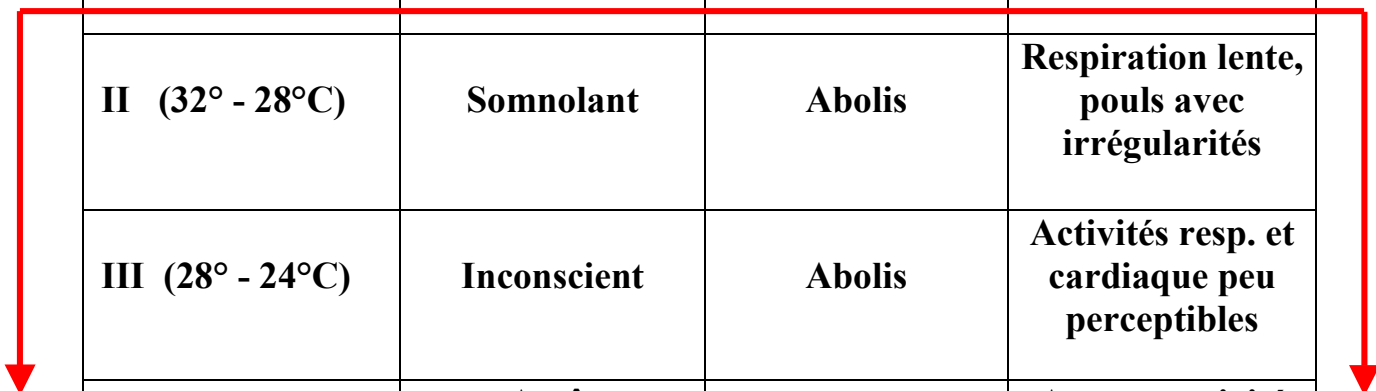 II (32° - 28°C) Somnolant Abolis Respiration lente,
pouls avec
irrégularités
III (28° - 24°C) Inconscient Abolis Activités resp. et
cardiaque peu
perceptibles